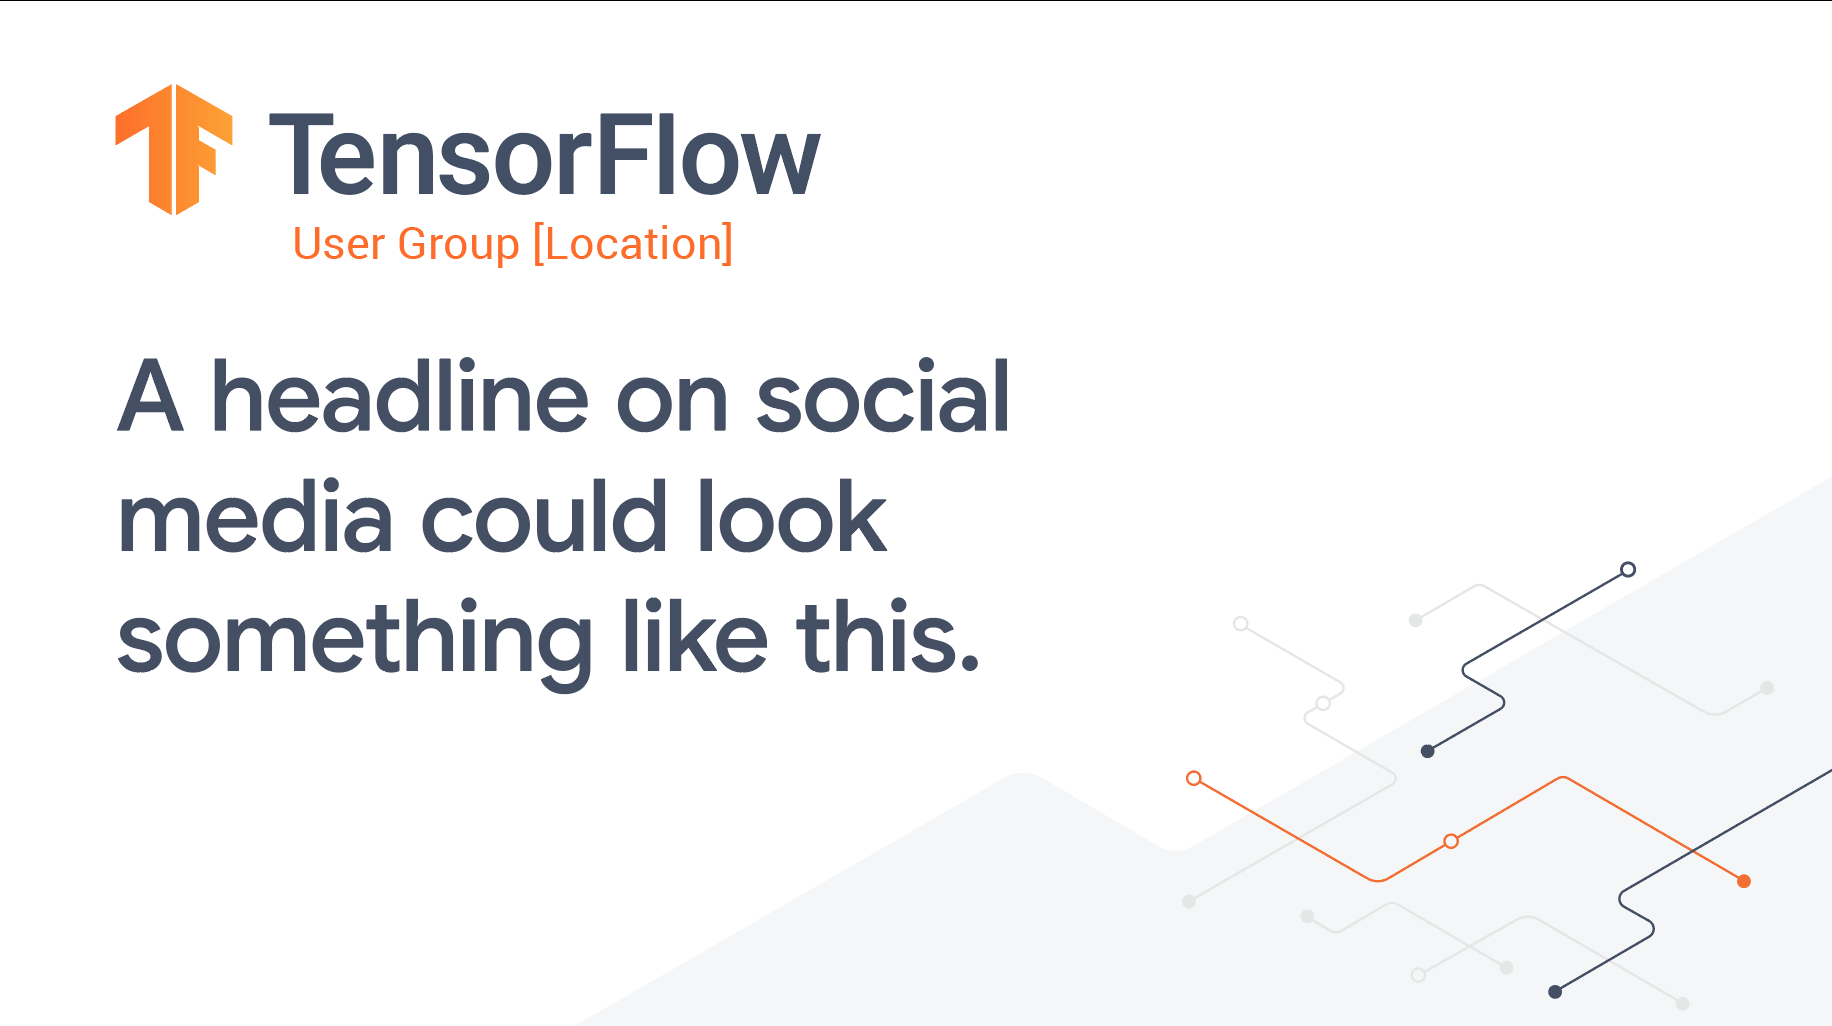 TensorFlow
User Group [Location]
A headline on social
media could look
something like this.